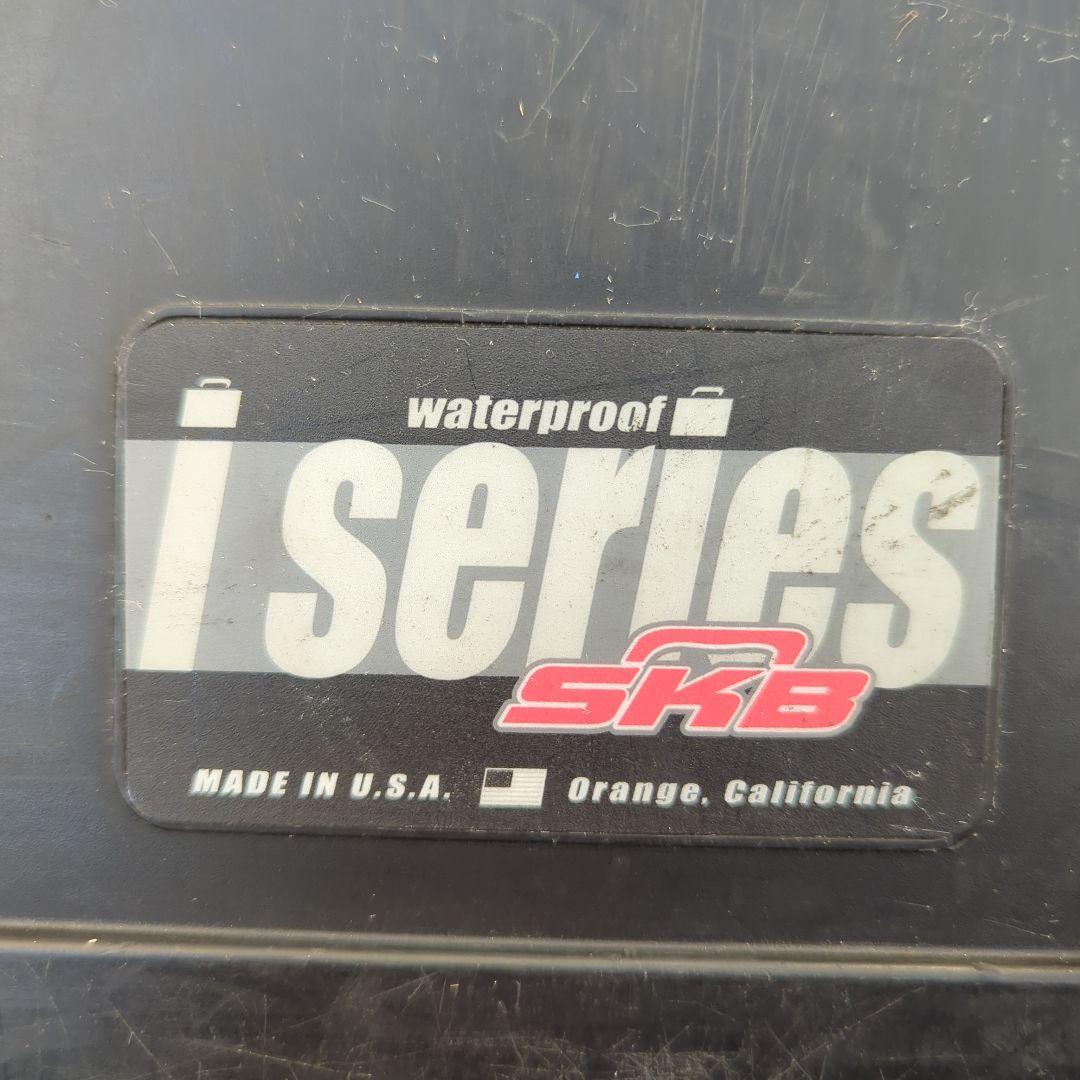 waterproof
i series
SKB
MADE IN U.S.A. Orange, California